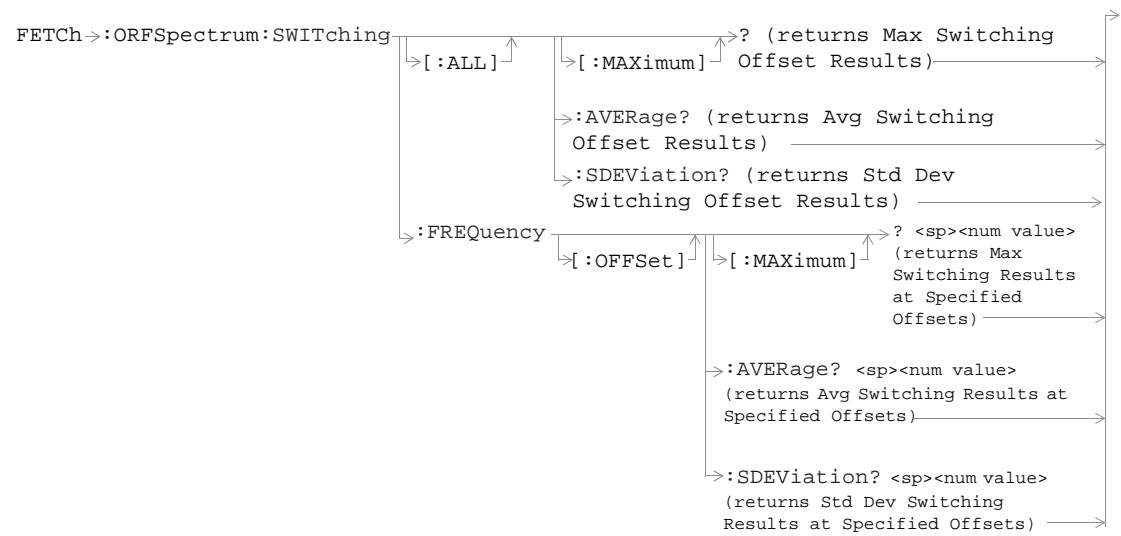 FETCh :ORFSpectrum:SWITching
[:ALL]
[:MAXimum]
? (returns Max Switching
Offset Results)
:AVERage? (returns Avg Switching
Offset Results)
:SDEViation? (returns Std Dev
Switching Offset Results)
:FREQuency
[:OFFSet]
[:MAXimum]
? <sp><num value>
(returns Max
Switching Results
at Specified
Offsets)
:AVERage? <sp><num value>
(returns Avg Switching Results at
Specified Offsets)
:SDEViation? <sp><num value>
(returns Std Dev Switching
Results at Specified Offsets)